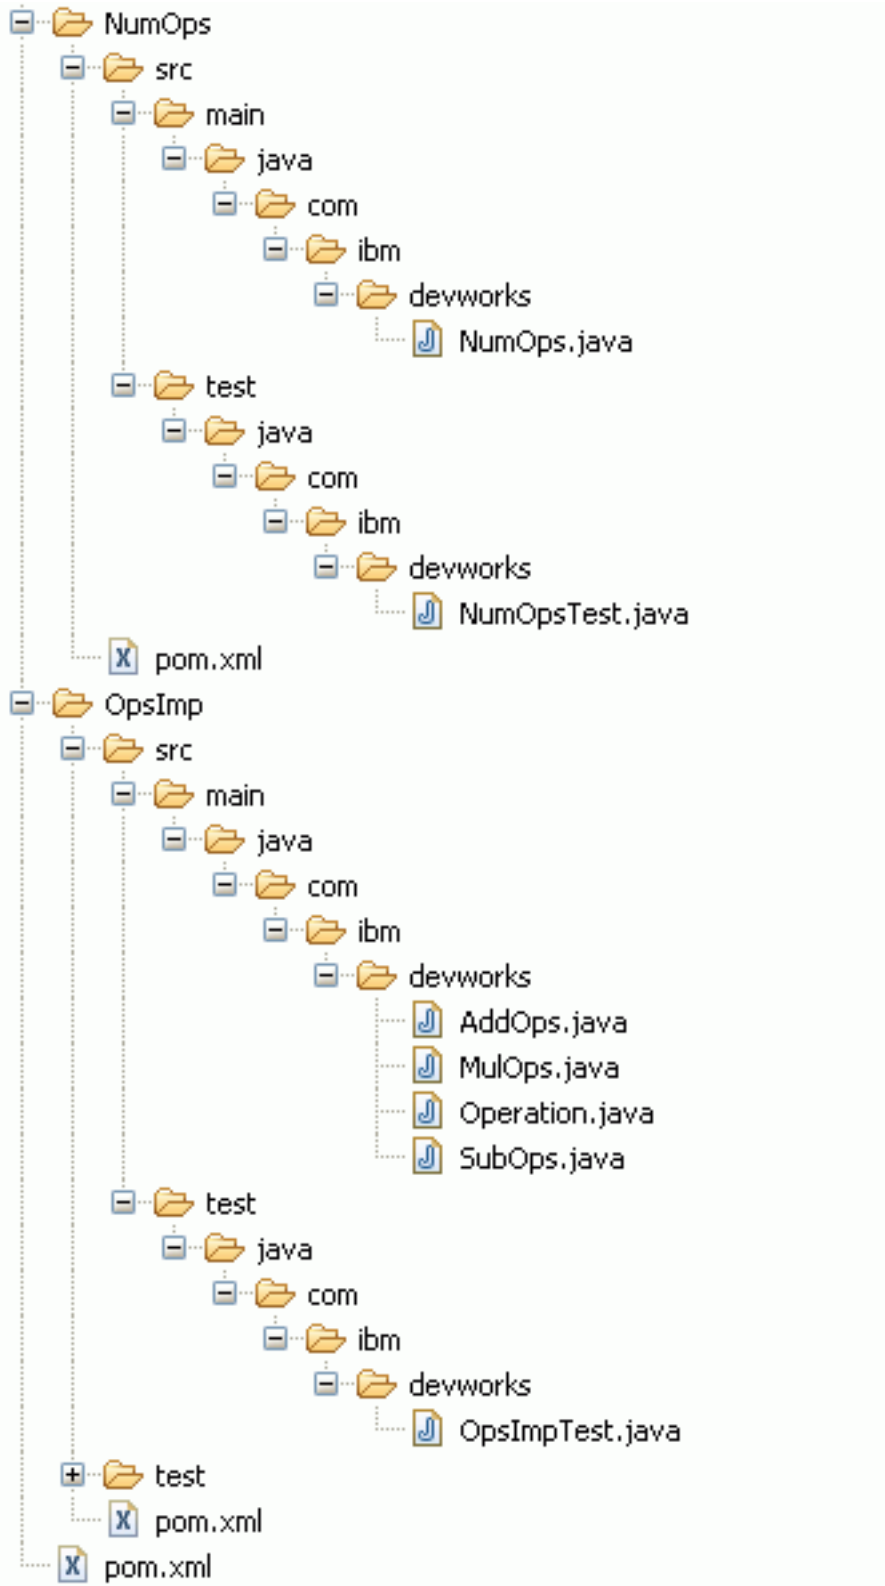 NumOps
src
main
java
com
ibm
devworks
NumOps.java
test
java
com
ibm
devworks
NumOpsTest.java
pom.xml
OpsImp
src
main
java
com
ibm
devworks
AddOps.java
MulOps.java
Operation.java
SubOps.java
test
java
com
ibm
devworks
OpsImpTest.java
test
pom.xml
pom.xml